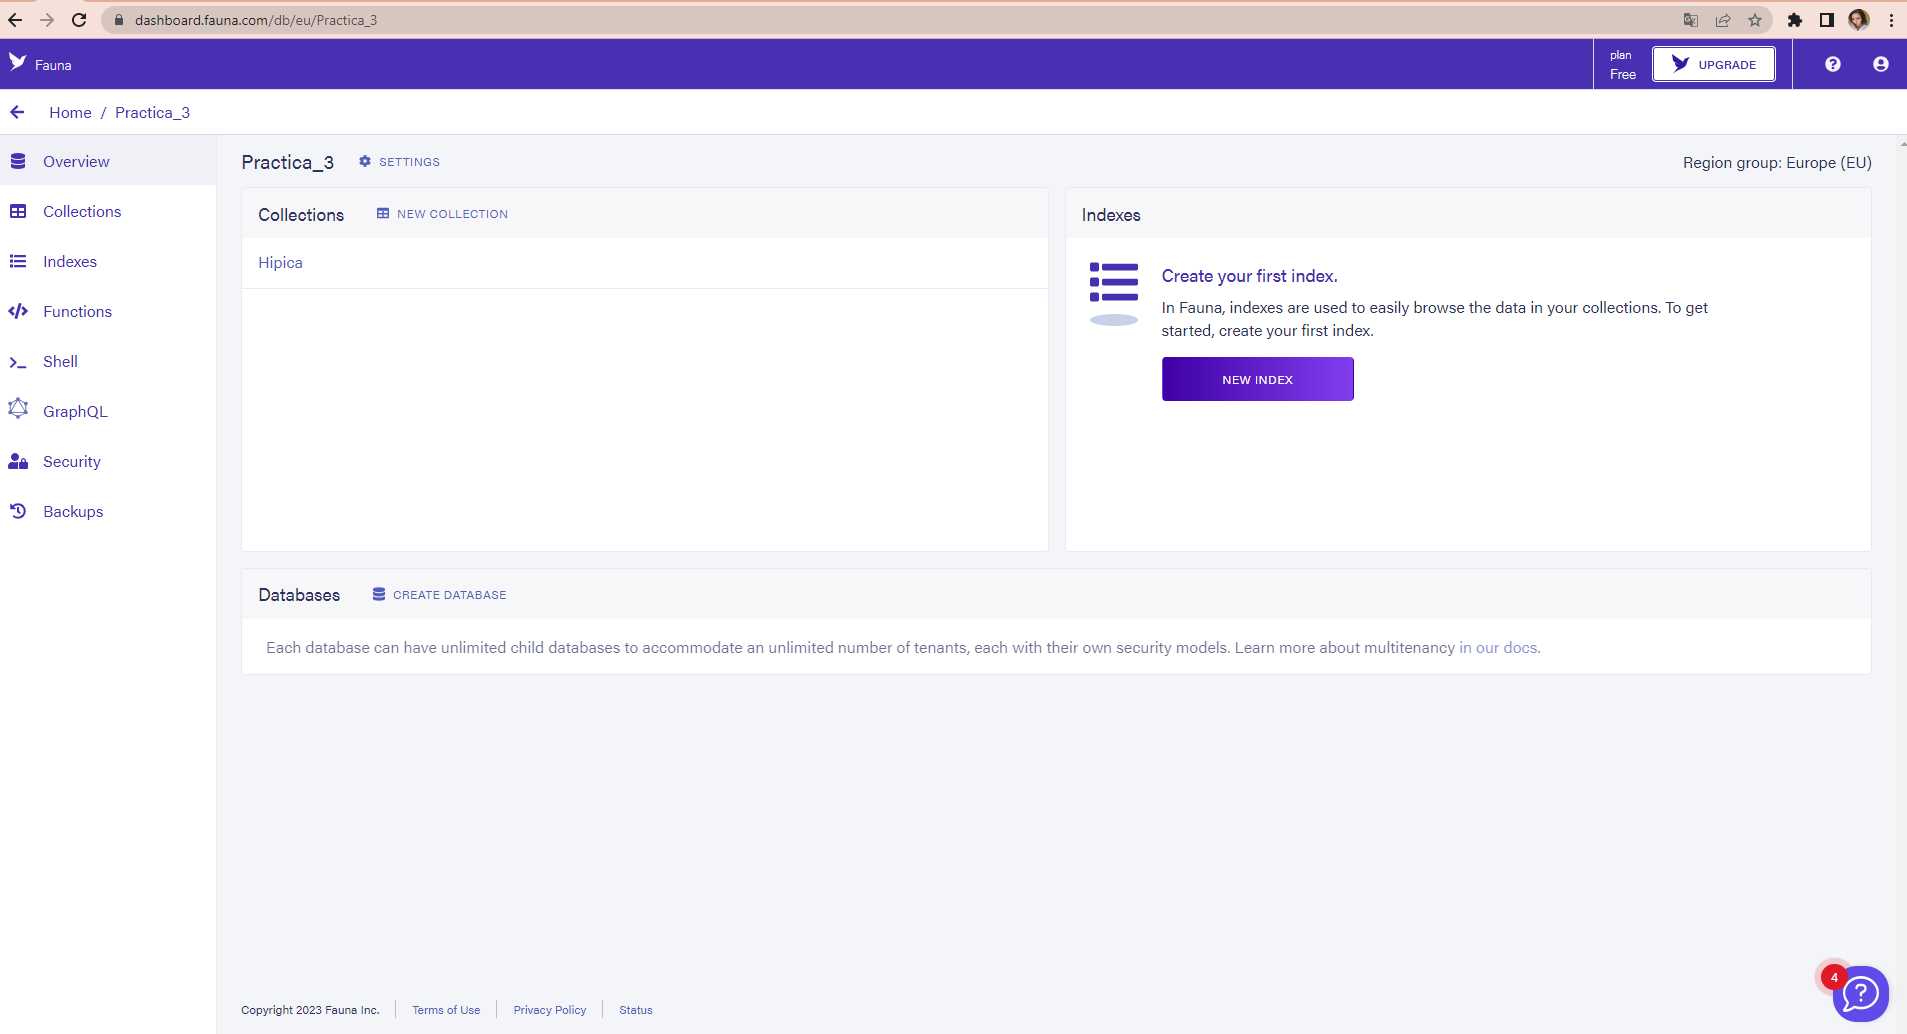 dashboard.fauna.com/db/eu/Practica_3
Fauna
plan
Free
UPGRADE
Home / Practica_3
Overview
Collections
Indexes
Functions
Shell
GraphQL
Security
Backups
Practica_3
SETTINGS
Region group: Europe (EU)
Collections
NEW COLLECTION
Hipica
Indexes
Create your first index.
In Fauna, indexes are used to easily browse the data in your collections. To get
started, create your first index.
NEW INDEX
Databases
CREATE DATABASE
Each database can have unlimited child databases to accommodate an unlimited number of tenants, each with their own security models. Learn more about multitenancy in our docs.
4
Copyright 2023 Fauna Inc.
Terms of Use
Privacy Policy
Status